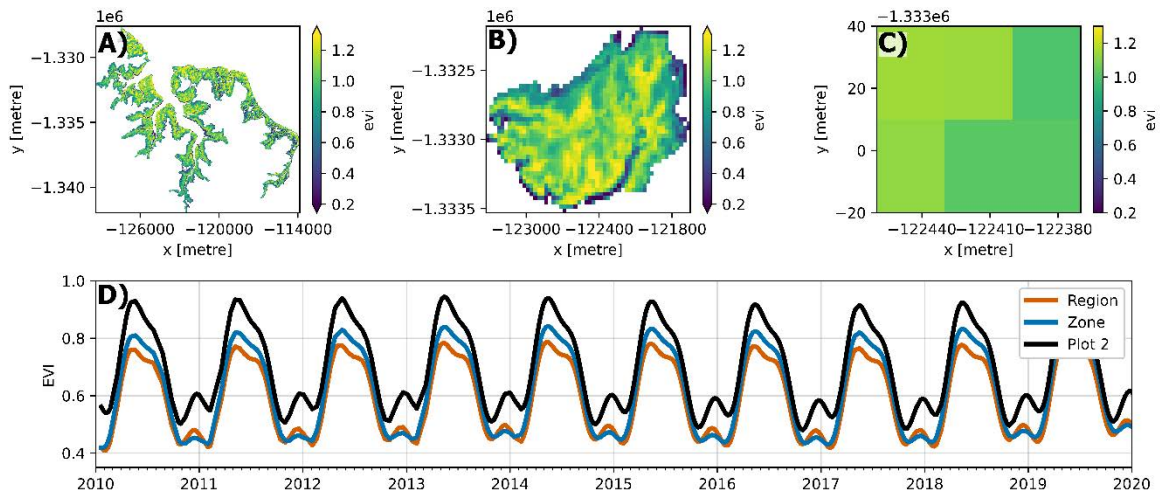 1e6
A)
−1.330
−1.335
−1.340
y [metre]
−126000 −120000 −114000
x [metre]
1.2
1.0
0.8
0.6
0.4
0.2
evi
1e6
B)
−1.3325
−1.3330
−1.3335
y [metre]
−123000 −122400 −121800
x [metre]
1.2
1.0
0.8
0.6
0.4
0.2
evi
−1.333e6
C)
40
20
0
−20
y [metre]
−122440 −122410 −122380
x [metre]
1.2
1.0
0.8
0.6
0.4
0.2
evi
D)
1.0
0.8
0.6
0.4
EVI
Region
Zone
Plot 2
2010 2011 2012 2013 2014 2015 2016 2017 2018 2019 2020